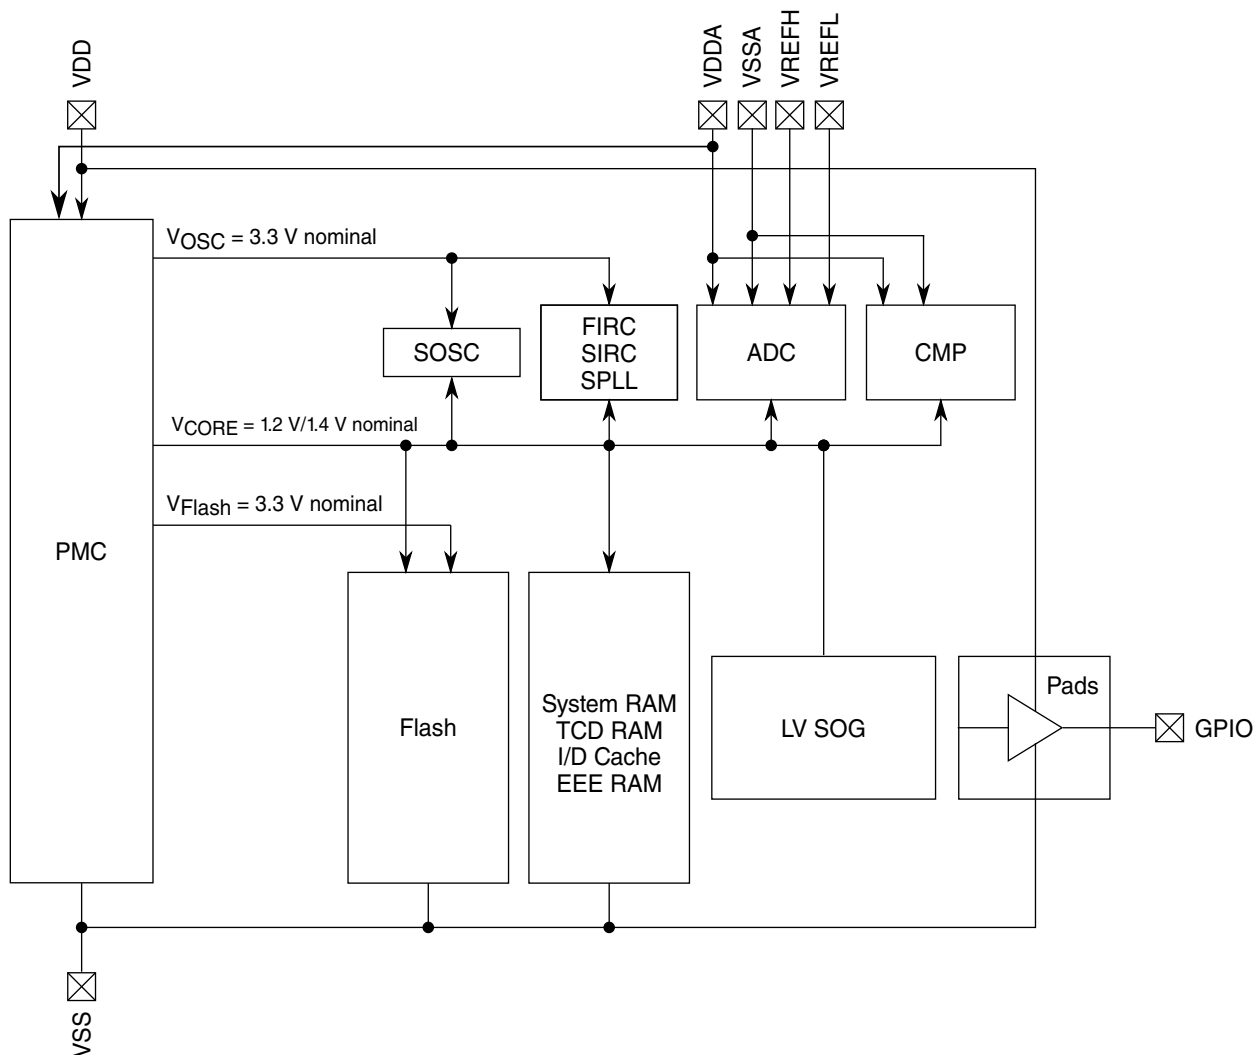 VDD
VDDA
VSSA
VREFH
VREFL
VOSC = 3.3 V nominal
FIRC
SIRC
SPLL
SOSC
ADC
CMP
VCORE = 1.2 V/1.4 V nominal
VFlash = 3.3 V nominal
PMC
Flash
System RAM
TCD RAM
I/D Cache
EEE RAM
LV SOG
Pads
GPIO
VSS